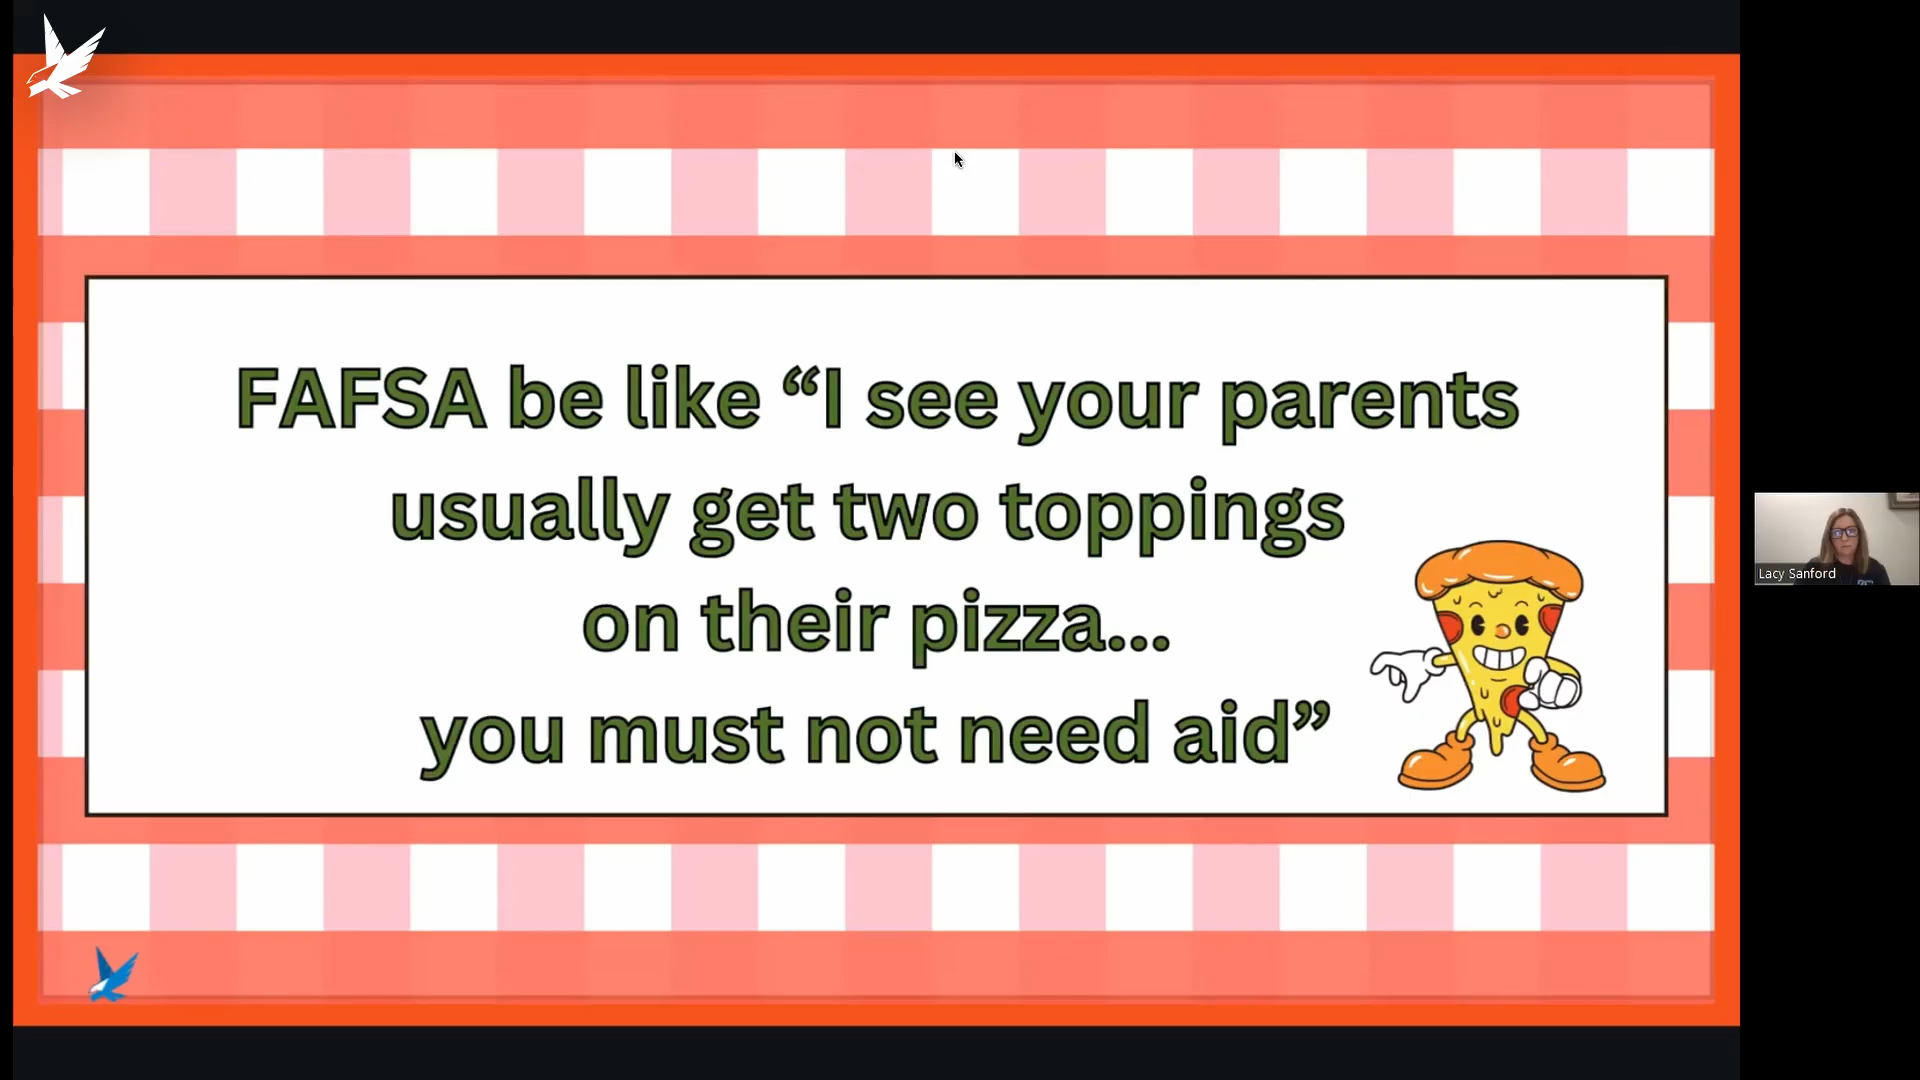 FAFSA be like “I see your parents
usually get two toppings
on their pizza...
you must not need aid”
Lacy Sanford